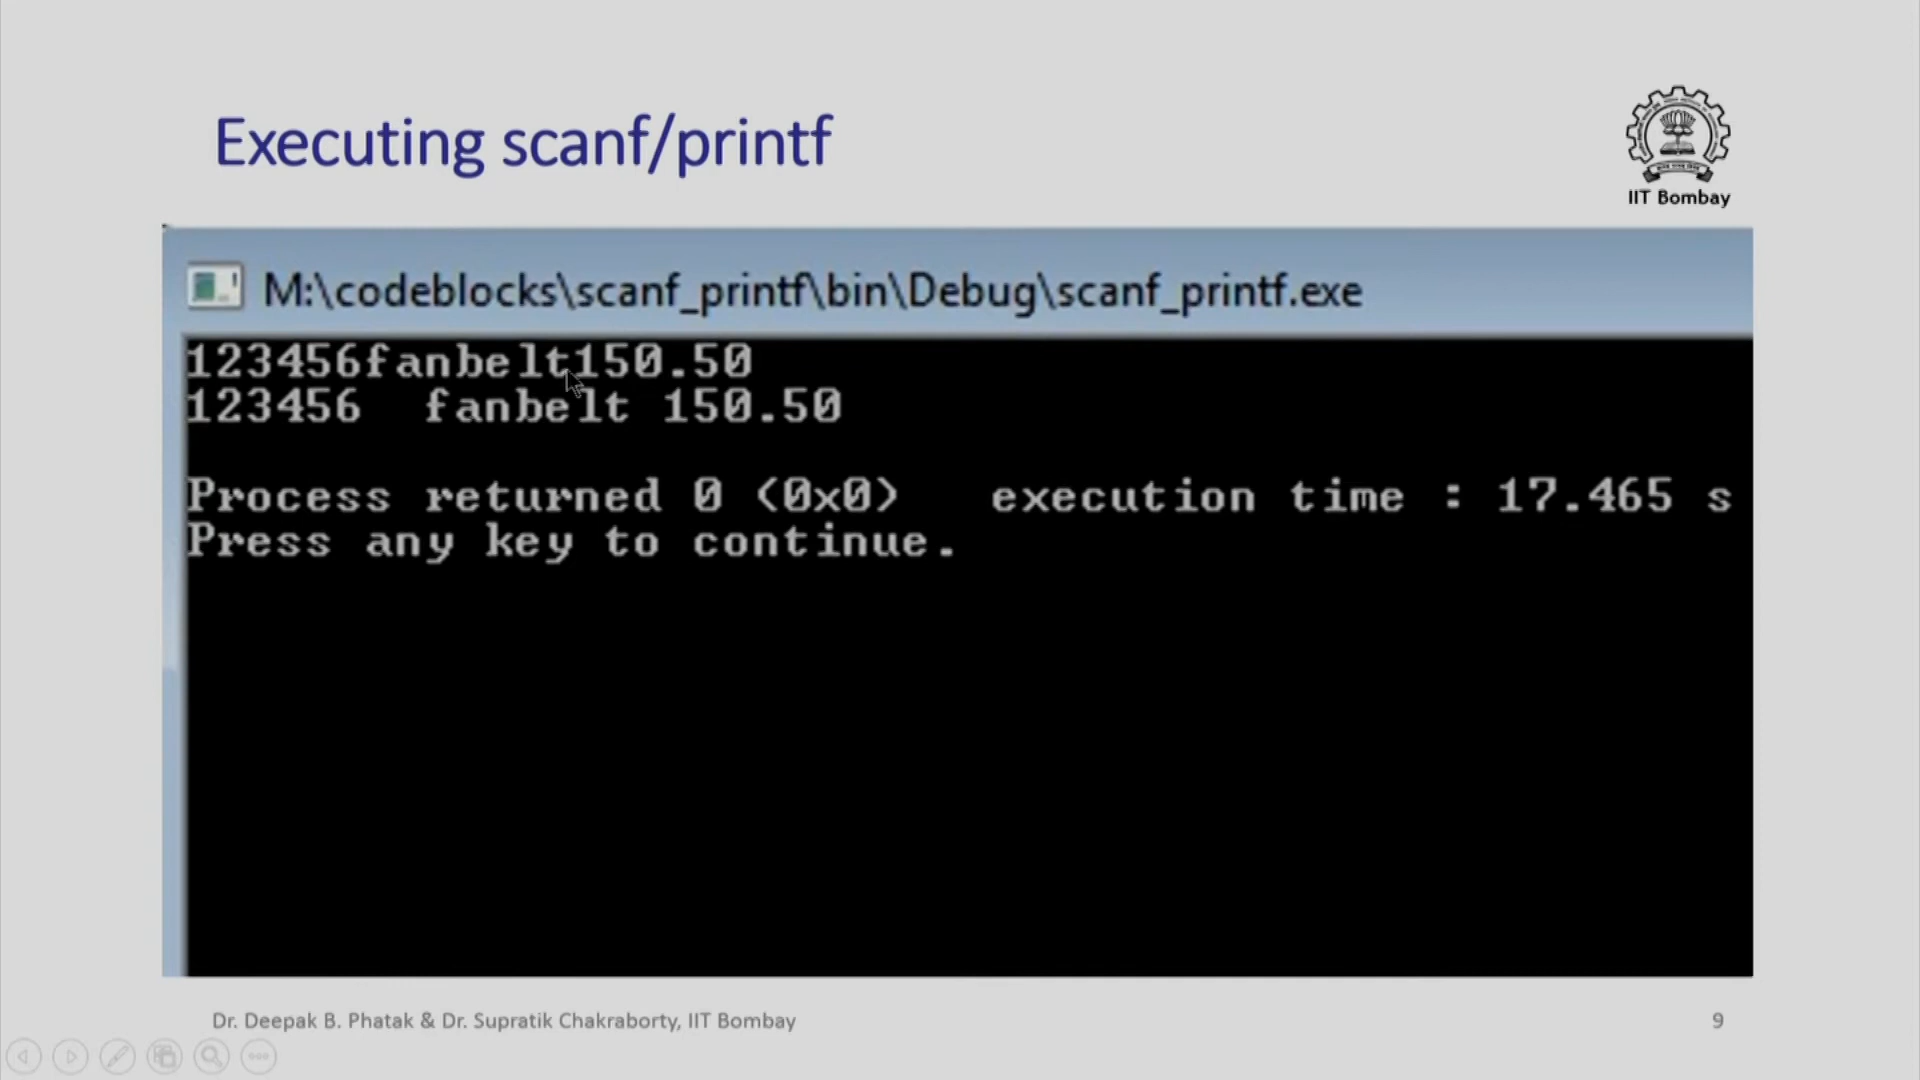 Executing scanf/printf
IIT Bombay
M:\codeblocks\scanf_printf\bin\Debug\scanf_printf.exe
123456fanbelt150.50
123456  fanbelt 150.50
Process returned 0 (0x0)   execution time : 17.465 s
Press any key to continue.
Dr. Deepak B. Phatak & Dr. Supratik Chakraborty, IIT Bombay
9